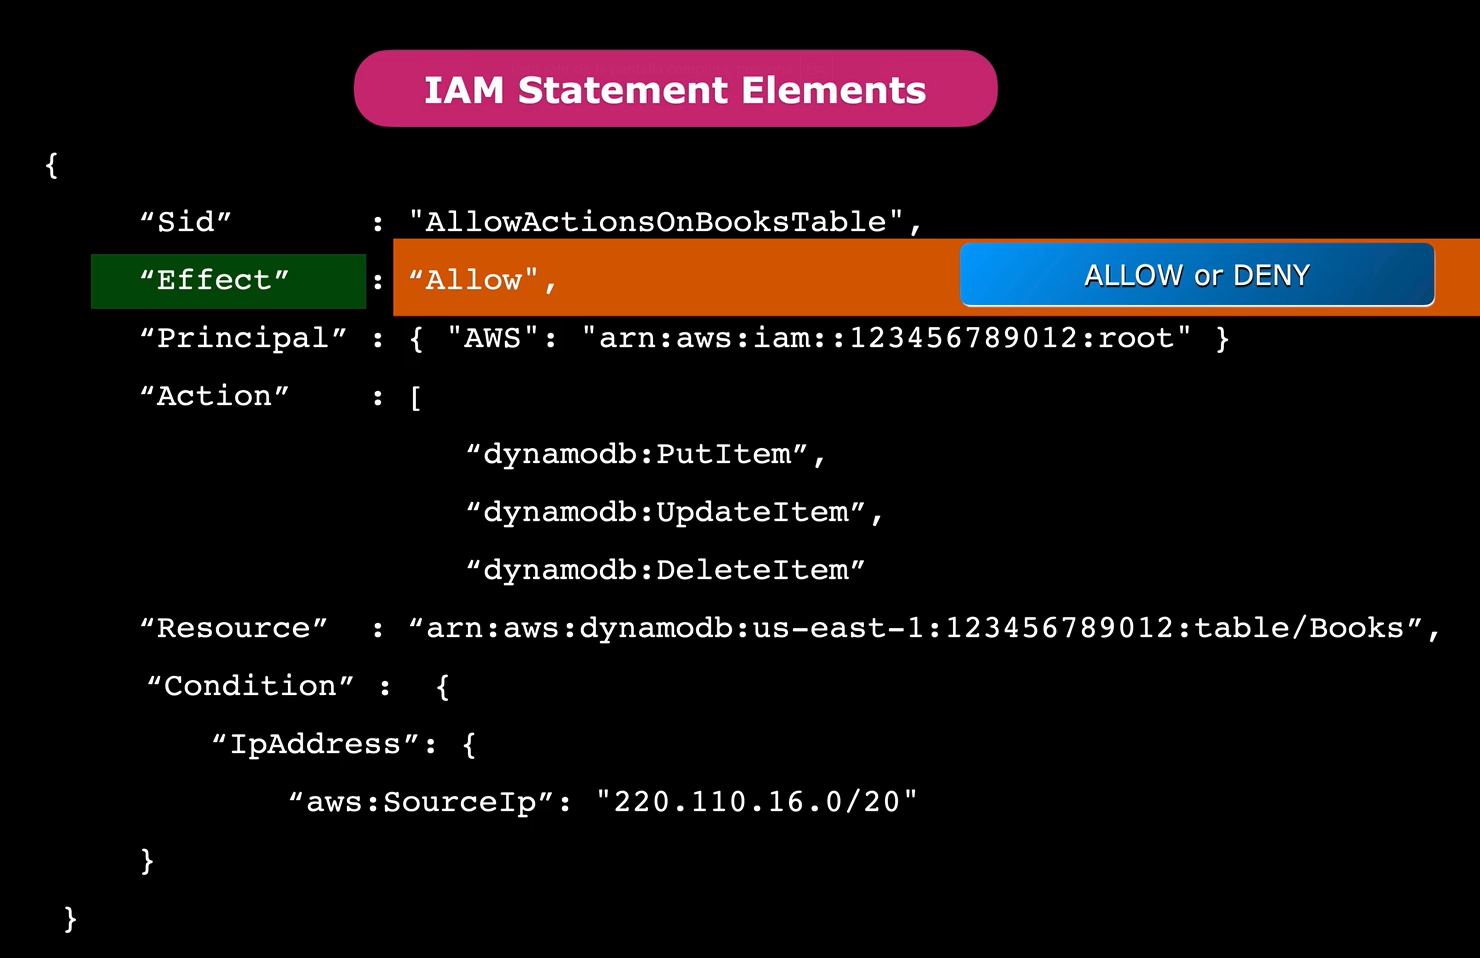 IAM Statement Elements
{
“Sid” : "AllowActionsOnBooksTable",
“Effect” : “Allow", ALLOW or DENY
“Principal” : { "AWS": "arn:aws:iam::123456789012:root" }
“Action” : [
“dynamodb:PutItem”,
“dynamodb:UpdateItem”,
“dynamodb:DeleteItem”
“Resource” : “arn:aws:dynamodb:us-east-1:123456789012:table/Books”,
“Condition” : {
“IpAddress”: {
“aws:SourceIp”: "220.110.16.0/20"
}
}